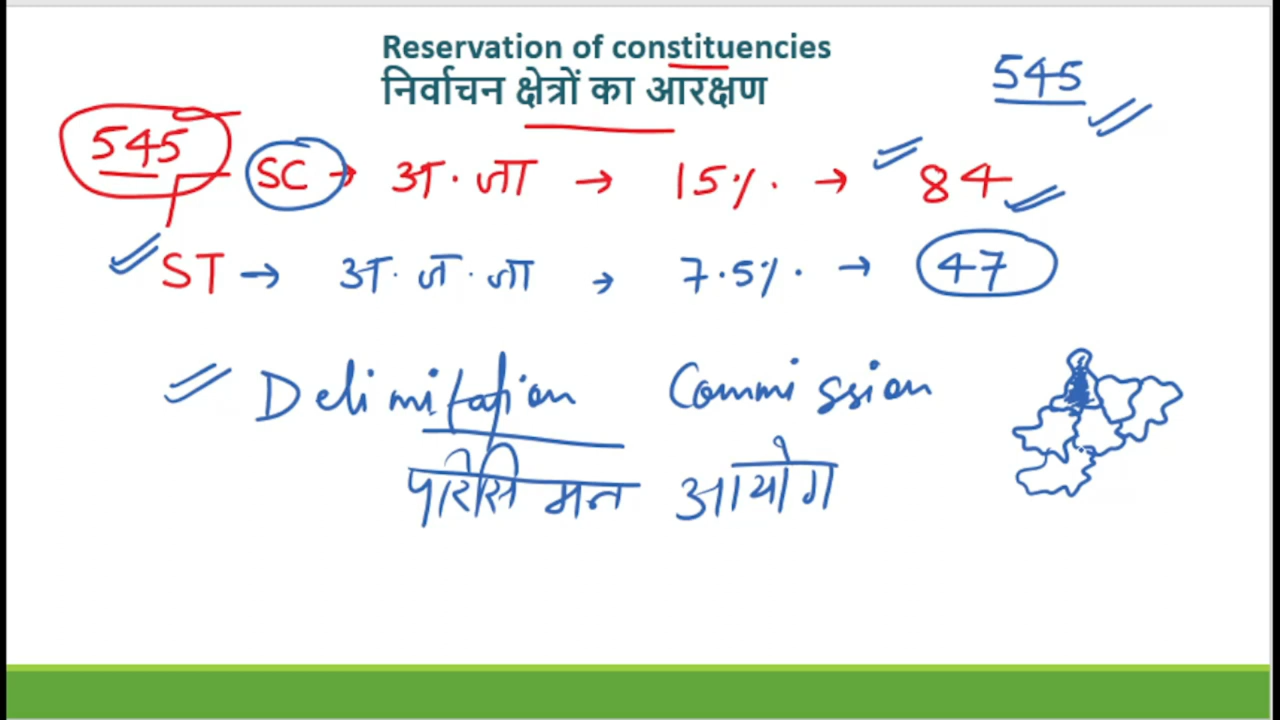 Reservation of constituencies
निर्वाचन क्षेत्रों का आरक्षण
545
545
SC → अ. जा → 15% → 84
ST → अ. ज. जा → 7.5% → 47
Delimitation Commission
परिसिमन आयोग